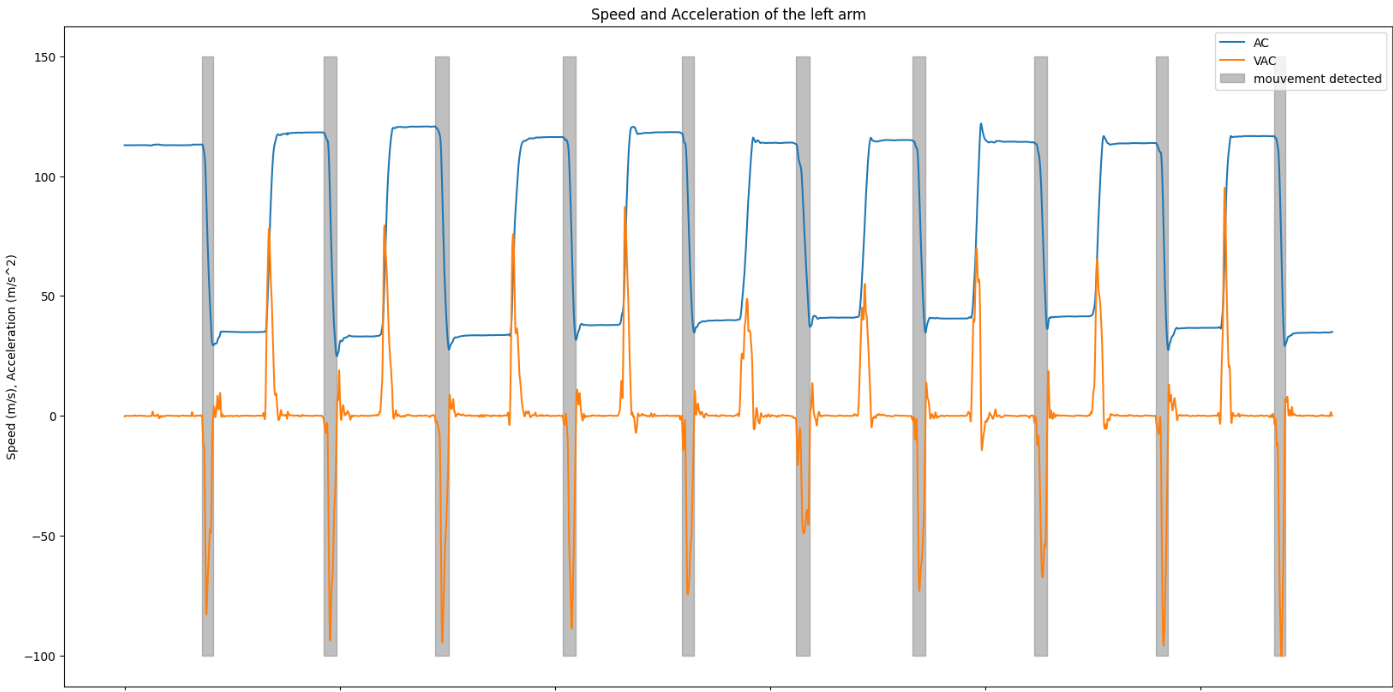 Speed and Acceleration of the left arm
AC
VAC
mouvement detected
150
100
50
0
−50
−100
Speed (m/s), Acceleration (m/s^2)